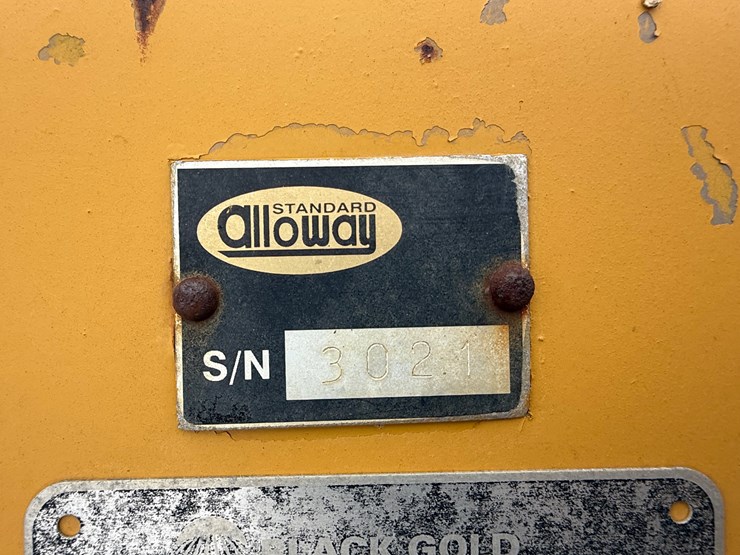 STANDARD
alloway
S/N 3021
BLACK GOLD